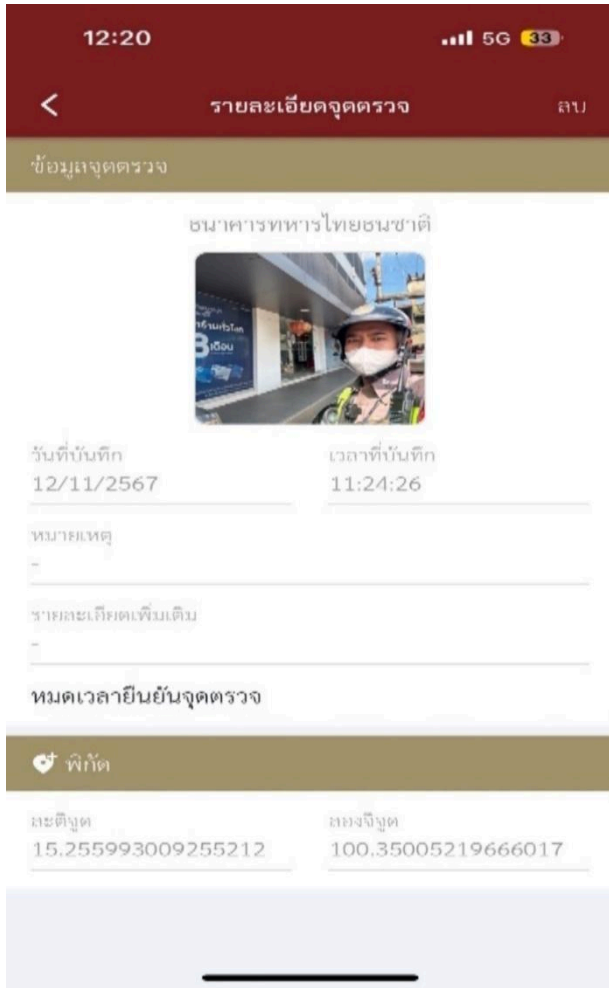 12:20
5G 33
รายละเอียดจุดตรวจ
ลบ
ข้อมูลจุดตรวจ
ธนาคารทหารไทยธนชาติ
3 เดือน
วันที่บันทึก
เวลาที่บันทึก
12/11/2567
11:24:26
หมายเหตุ
-
รายละเอียดเพิ่มเติม
-
หมดเวลายืนยันจุดตรวจ
พิกัด
ละติจูด
ลองจิจูด
15.255993009255212
100.35005219666017